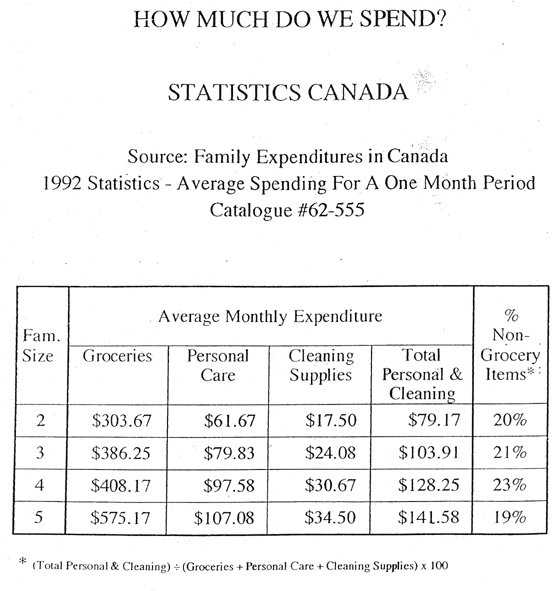 HOW MUCH DO WE SPEND?
STATISTICS CANADA
Source: Family Expenditures in Canada
1992 Statistics - Average Spending For A One Month Period
Catalogue #62-555
Fam. Size | Average Monthly Expenditure | % Non-Grocery Items*
Groceries | Personal Care | Cleaning Supplies | Total Personal & Cleaning
2 | $303.67 | $61.67 | $17.50 | $79.17 | 20%
3 | $386.25 | $79.83 | $24.08 | $103.91 | 21%
4 | $408.17 | $97.58 | $30.67 | $128.25 | 23%
5 | $575.17 | $107.08 | $34.50 | $141.58 | 19%
* (Total Personal & Cleaning) ÷ (Groceries + Personal Care + Cleaning Supplies) x 100